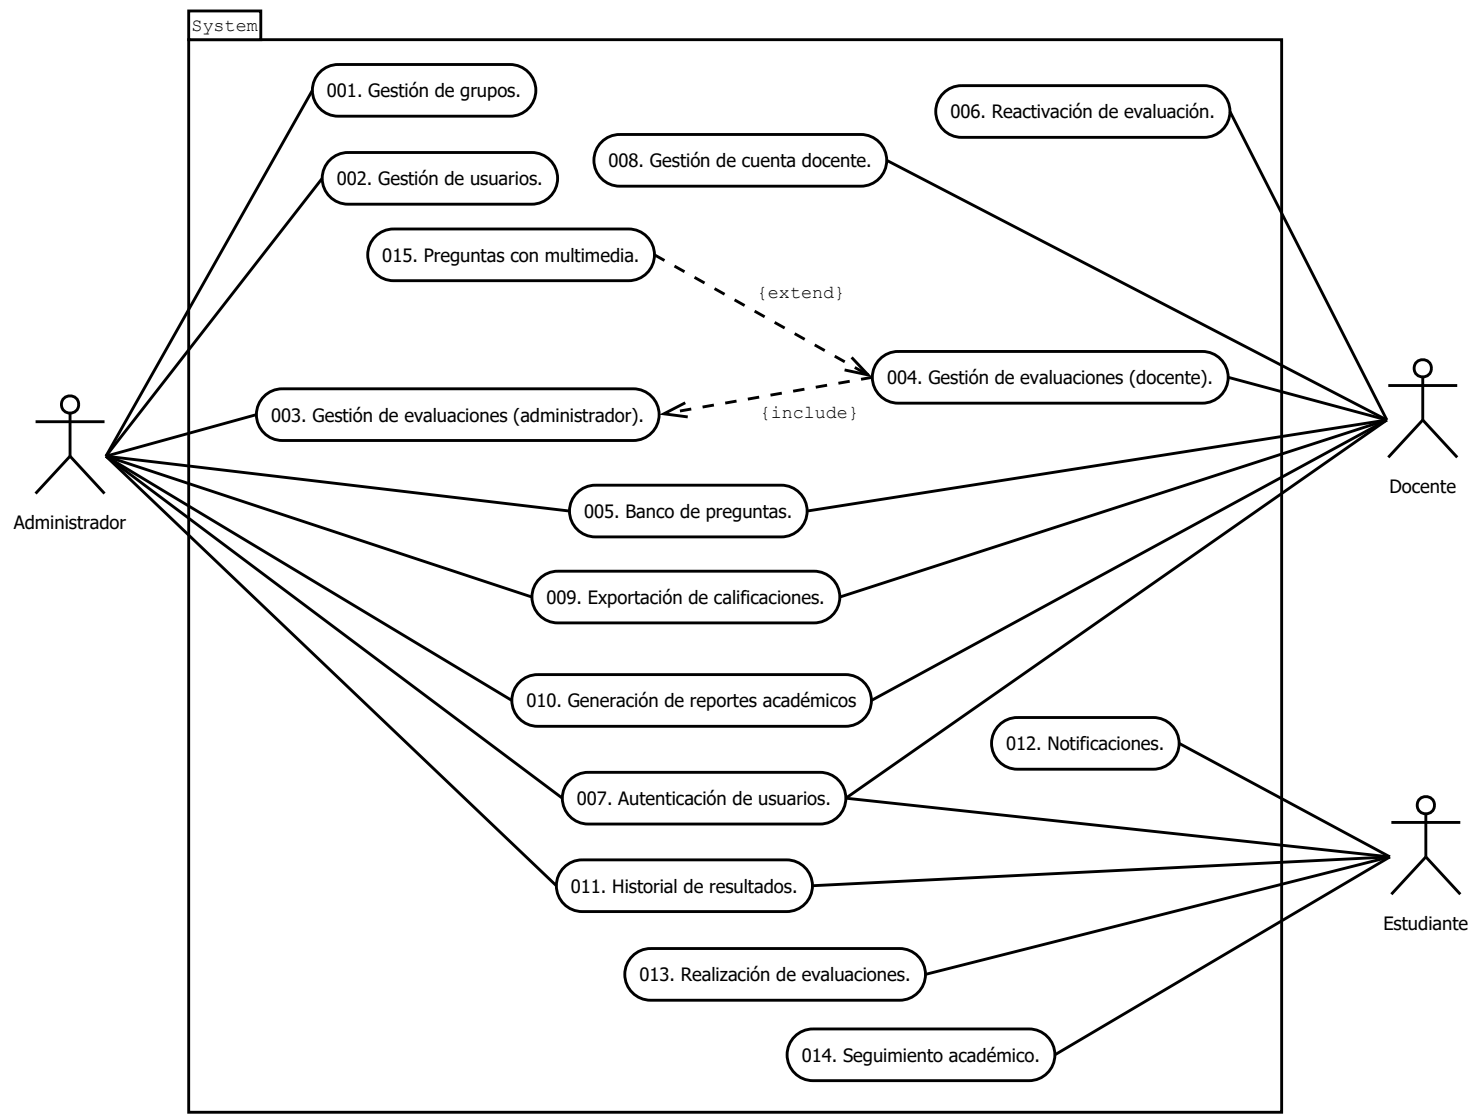 System
001. Gestión de grupos.
006. Reactivación de evaluación.
008. Gestión de cuenta docente.
002. Gestión de usuarios.
015. Preguntas con multimedia.
{extend}
004. Gestión de evaluaciones (docente).
003. Gestión de evaluaciones (administrador).
{include}
Docente
005. Banco de preguntas.
Administrador
009. Exportación de calificaciones.
010. Generación de reportes académicos
012. Notificaciones.
007. Autenticación de usuarios.
011. Historial de resultados.
Estudiante
013. Realización de evaluaciones.
014. Seguimiento académico.